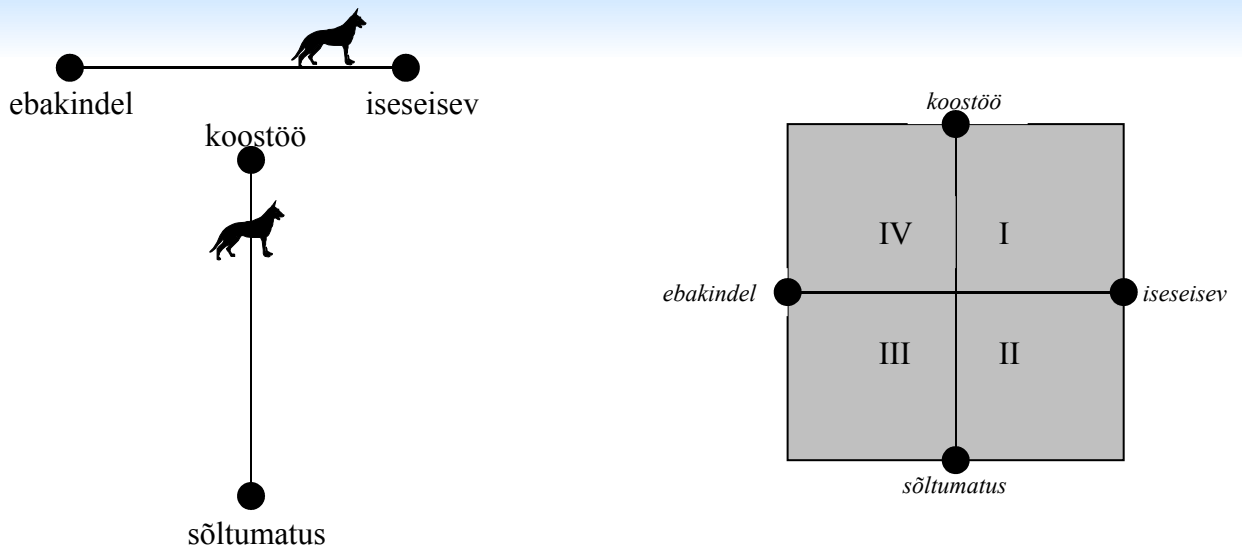 ebakindel
iseseisev
koostöö
sõltumatus
koostöö
IV
I
ebakindel
iseseisev
III
II
sõltumatus